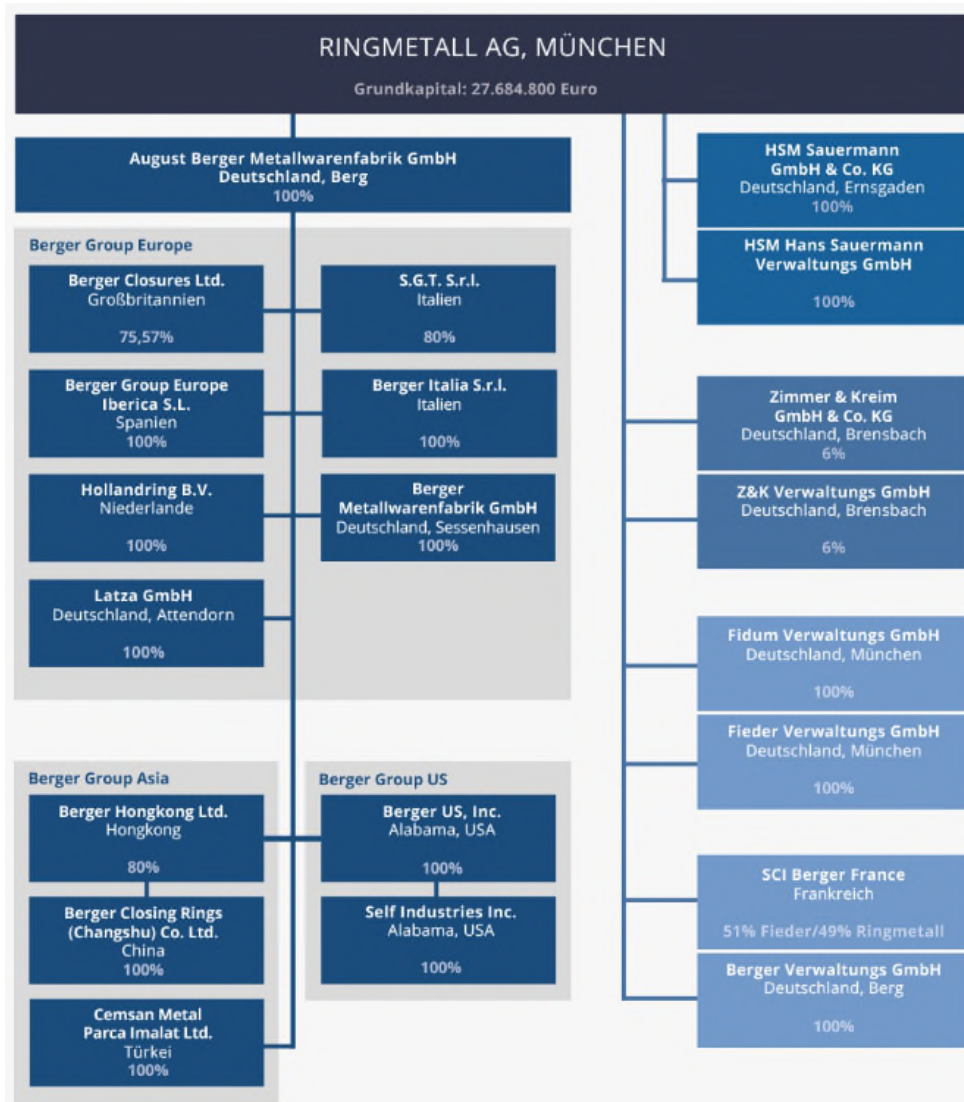 RINGMETALL AG, MÜNCHEN
Grundkapital: 27.684.800 Euro
August Berger Metallwarenfabrik GmbH
Deutschland, Berg
100%
Berger Group Europe
Berger Closures Ltd.
Großbritannien
75,57%
S.G.T. S.r.l.
Italien
80%
Berger Group Europe
Iberica S.L.
Spanien
100%
Berger Italia S.r.l.
Italien
100%
Hollandring B.V.
Niederlande
100%
Berger
Metallwarenfabrik GmbH
Deutschland, Sessenhausen
100%
Latza GmbH
Deutschland, Attendorn
100%
Berger Group Asia
Berger Hongkong Ltd.
Hongkong
80%
Berger Closing Rings
(Changshu) Co. Ltd.
China
100%
Cemsan Metal
Parca Imalat Ltd.
Türkei
100%
Berger Group US
Berger US, Inc.
Alabama, USA
100%
Self Industries Inc.
Alabama, USA
100%
HSM Sauermann
GmbH & Co. KG
Deutschland, Ernsgaden
100%
HSM Hans Sauermann
Verwaltungs GmbH
100%
Zimmer & Kreim
GmbH & Co. KG
Deutschland, Brensbach
6%
Z&K Verwaltungs GmbH
Deutschland, Brensbach
6%
Fidum Verwaltungs GmbH
Deutschland, München
100%
Fieder Verwaltungs GmbH
Deutschland, München
100%
SCI Berger France
Frankreich
51% Fieder/49% Ringmetall
Berger Verwaltungs GmbH
Deutschland, Berg
100%